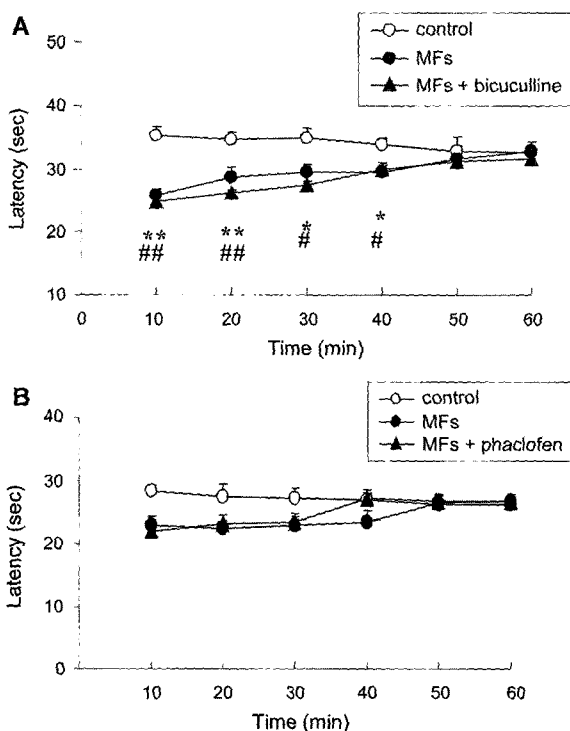 A
control
MFs
MFs + bicuculline
50
40
30
20
10
Latency (sec)
** ** * *
## ## # #
0 10 20 30 40 50 60
Time (min)
B
control
MFs
MFs + phaclofen
40
30
20
10
0
Latency (sec)
10 20 30 40 50 60
Time (min)